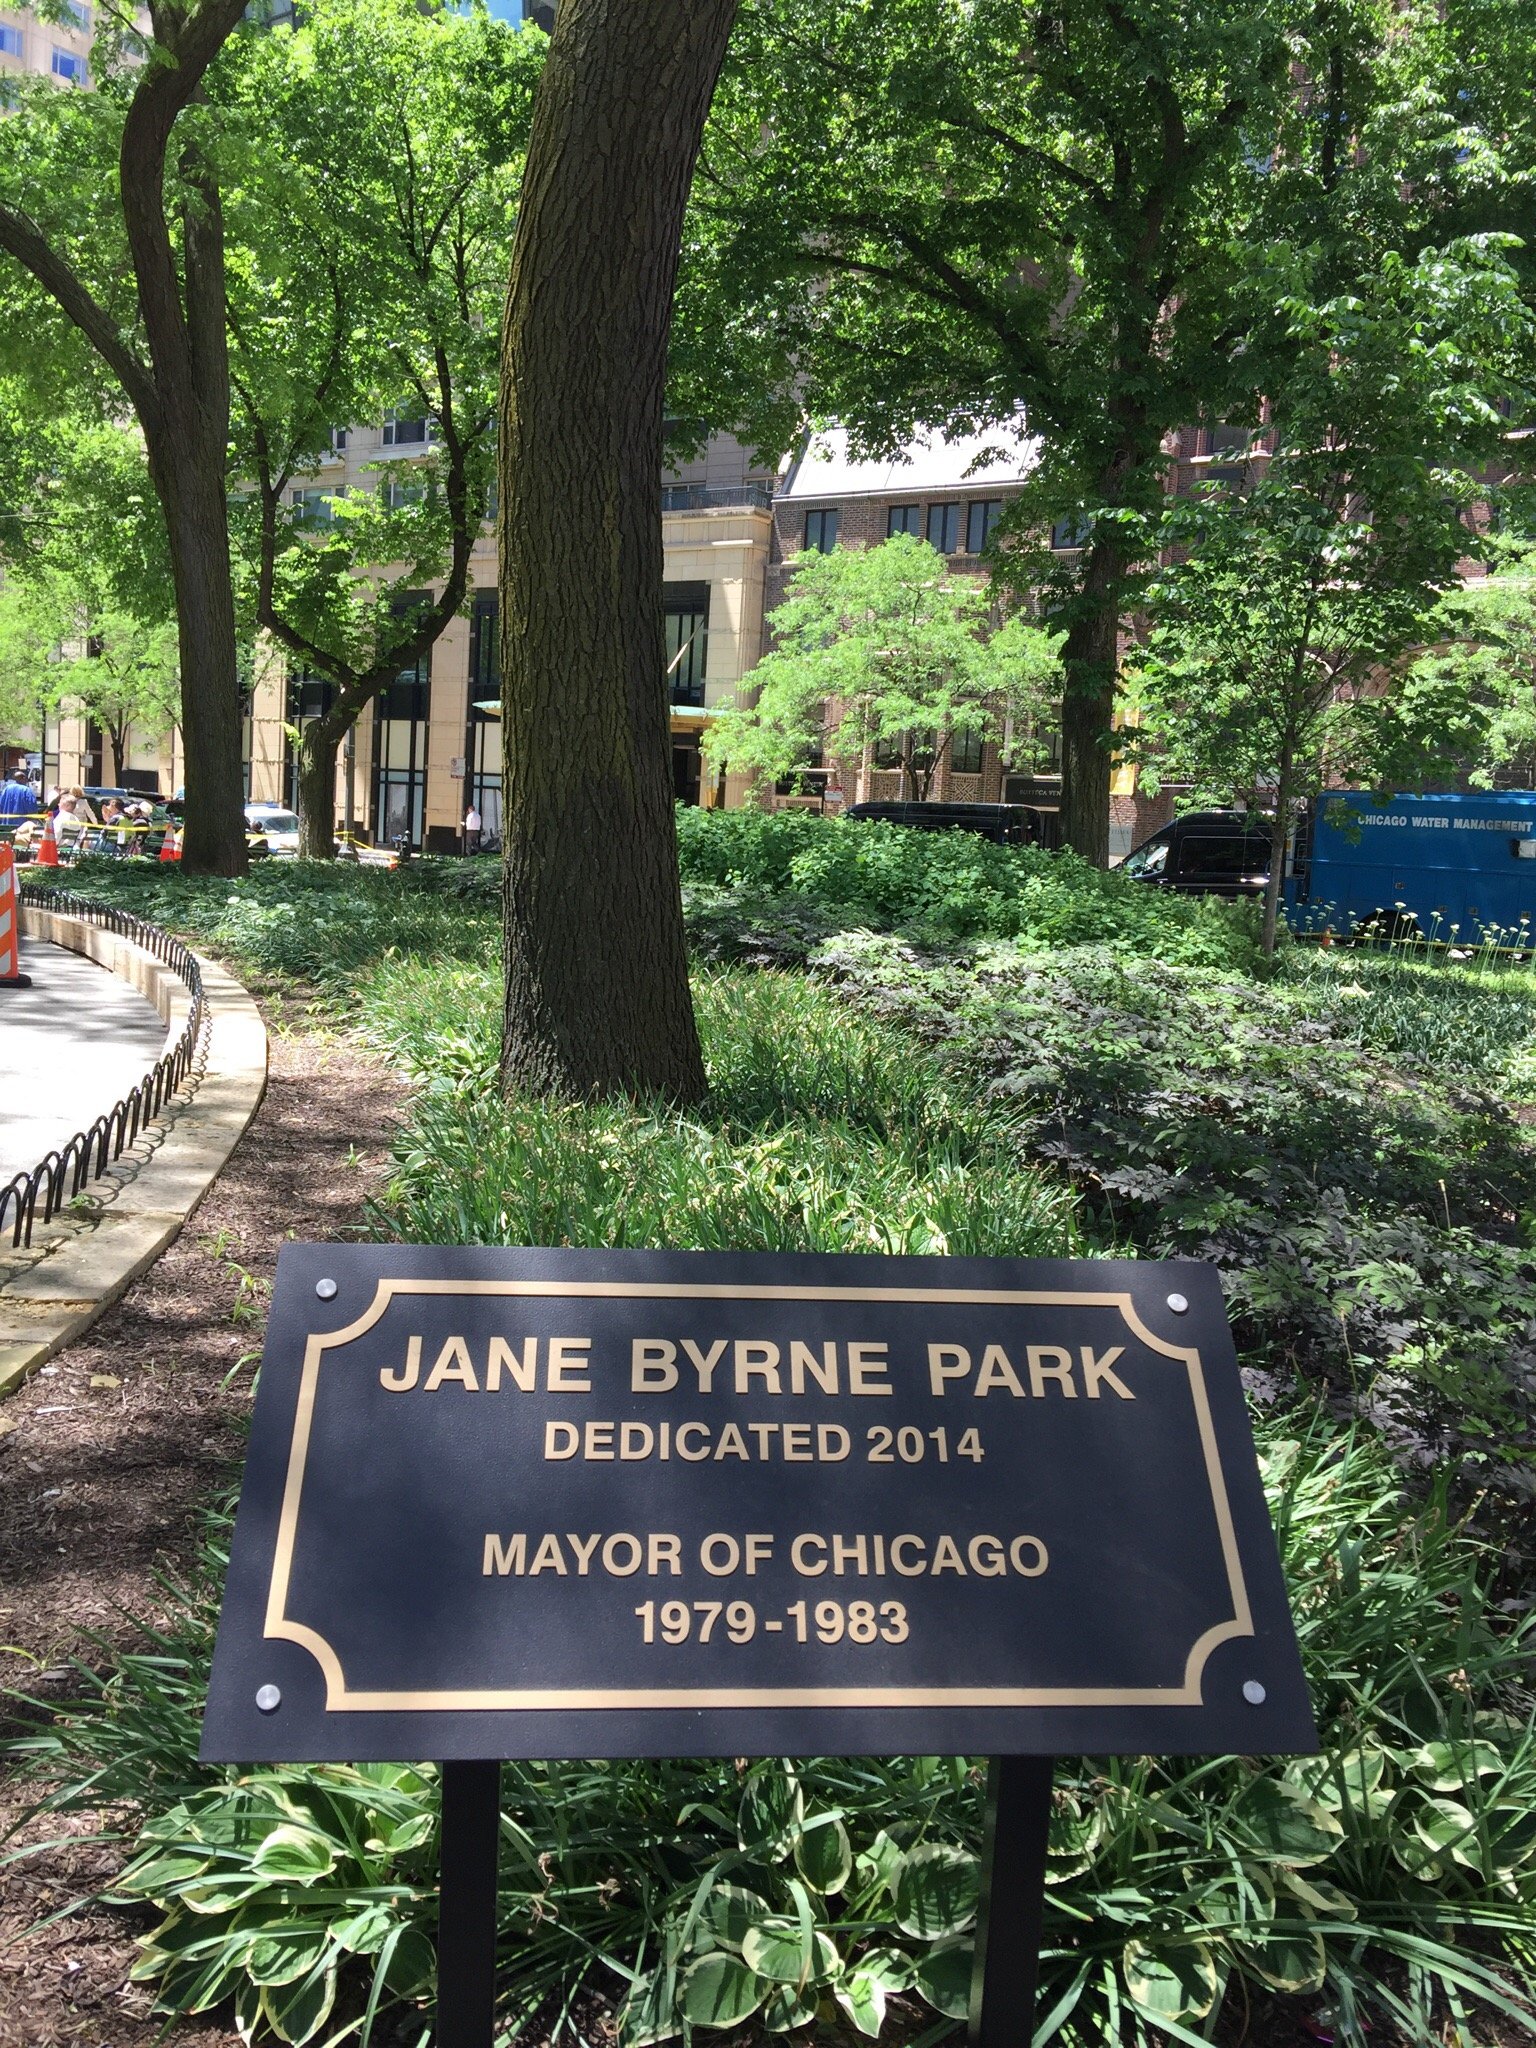 CHICAGO WATER MANAGEMENT
JANE BYRNE PARK
DEDICATED 2014
MAYOR OF CHICAGO
1979-1983